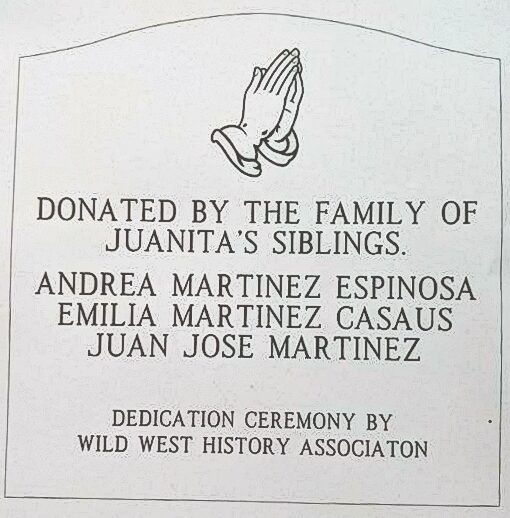 DONATED BY THE FAMILY OF
JUANITA'S SIBLINGS.
ANDREA MARTINEZ ESPINOSA
EMILIA MARTINEZ CASAUS
JUAN JOSE MARTINEZ
DEDICATION CEREMONY BY
WILD WEST HISTORY ASSOCIATON